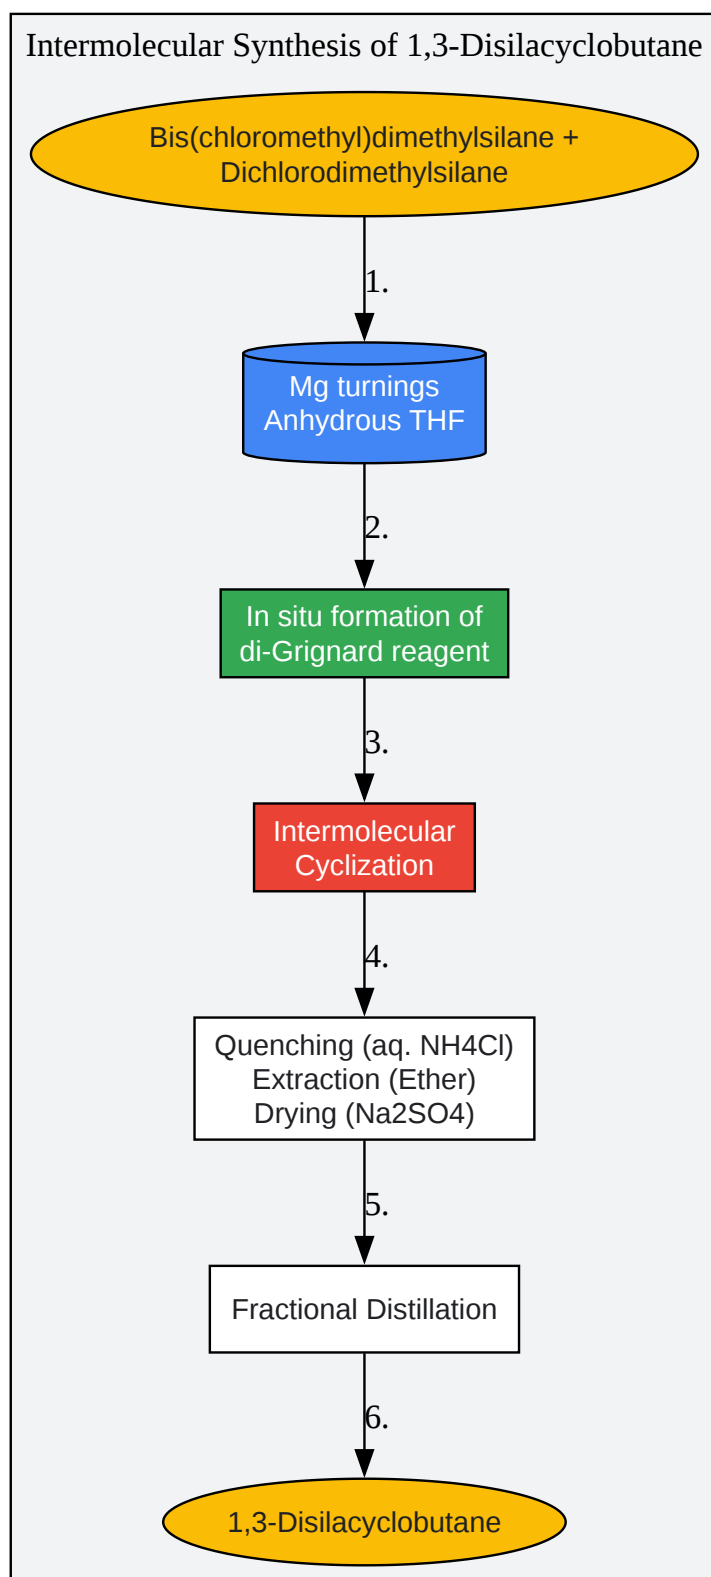 Intermolecular Synthesis of 1,3-Disilacyclobutane
Bis(chloromethyl)dimethylsilane +
Dichlorodimethylsilane
1.
Mg turnings
Anhydrous THF
2.
In situ formation of
di-Grignard reagent
3.
Intermolecular
Cyclization
4.
Quenching (aq. NH4Cl)
Extraction (Ether)
Drying (Na2SO4)
5.
Fractional Distillation
6.
1,3-Disilacyclobutane